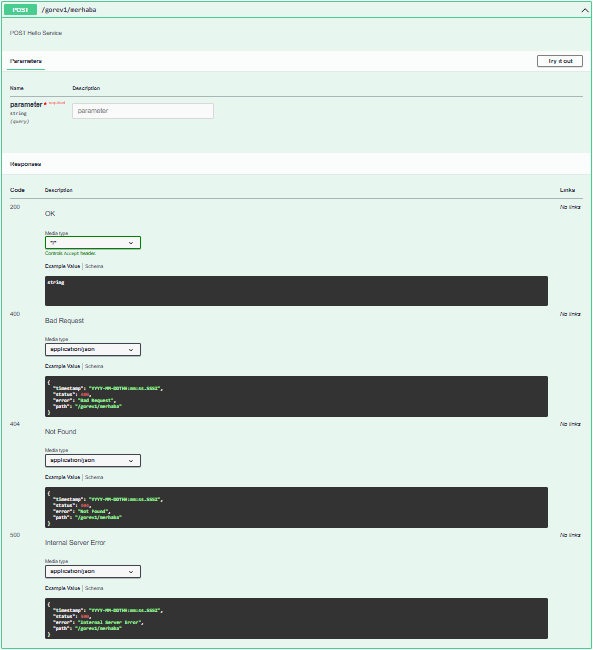 POST /gorev1/merhaba
POST Hello Service
Parameters
Try it out
Name Description
parameter * required
string
(query)
parameter
Responses
Code Description Links
200 No links
OK
Media type
*/*
Controls Accept header.
Example Value | Schema
string
400 No links
Bad Request
Media type
application/json
Example Value | Schema
{
"timestamp": "YYYY-MM-DDTHH:mm:ss.SSSZ",
"status": 400,
"error": "Bad Request",
"path": "/gorev1/merhaba"
}
404 No links
Not Found
Media type
application/json
Example Value | Schema
{
"timestamp": "YYYY-MM-DDTHH:mm:ss.SSSZ",
"status":
"error": "Not Found",
"path": "/gorev1/merhaba"
}
500 No links
Internal Server Error
Media type
application/json
Example Value | Schema
{
"timestamp": "YYYY-MM-DDTHH:mm:ss.SSSZ",
"status": 500,
"error": "Internal Server Error",
"path": "/gorev1/merhaba"
}